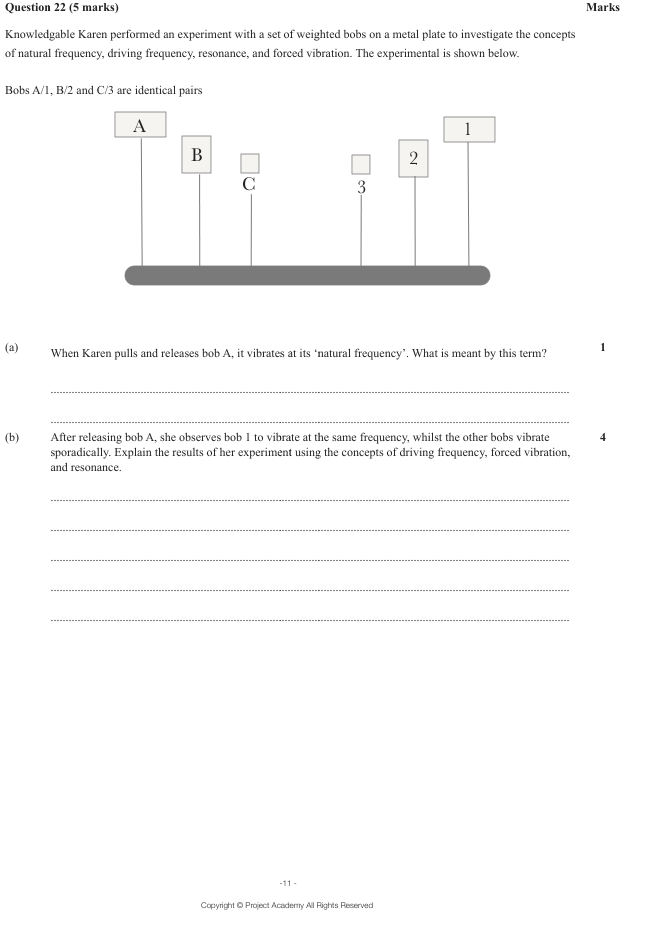 Question 22 (5 marks) Marks
Knowledgable Karen performed an experiment with a set of weighted bobs on a metal plate to investigate the concepts
of natural frequency, driving frequency, resonance, and forced vibration. The experimental is shown below.
Bobs A/1, B/2 and C/3 are identical pairs
A
1
B
2
C
3
(a) When Karen pulls and releases bob A, it vibrates at its ‘natural frequency’. What is meant by this term? 1
(b) After releasing bob A, she observes bob 1 to vibrate at the same frequency, whilst the other bobs vibrate 4
sporadically. Explain the results of her experiment using the concepts of driving frequency, forced vibration,
and resonance.
-11 -
Copyright © Project Academy All Rights Reserved